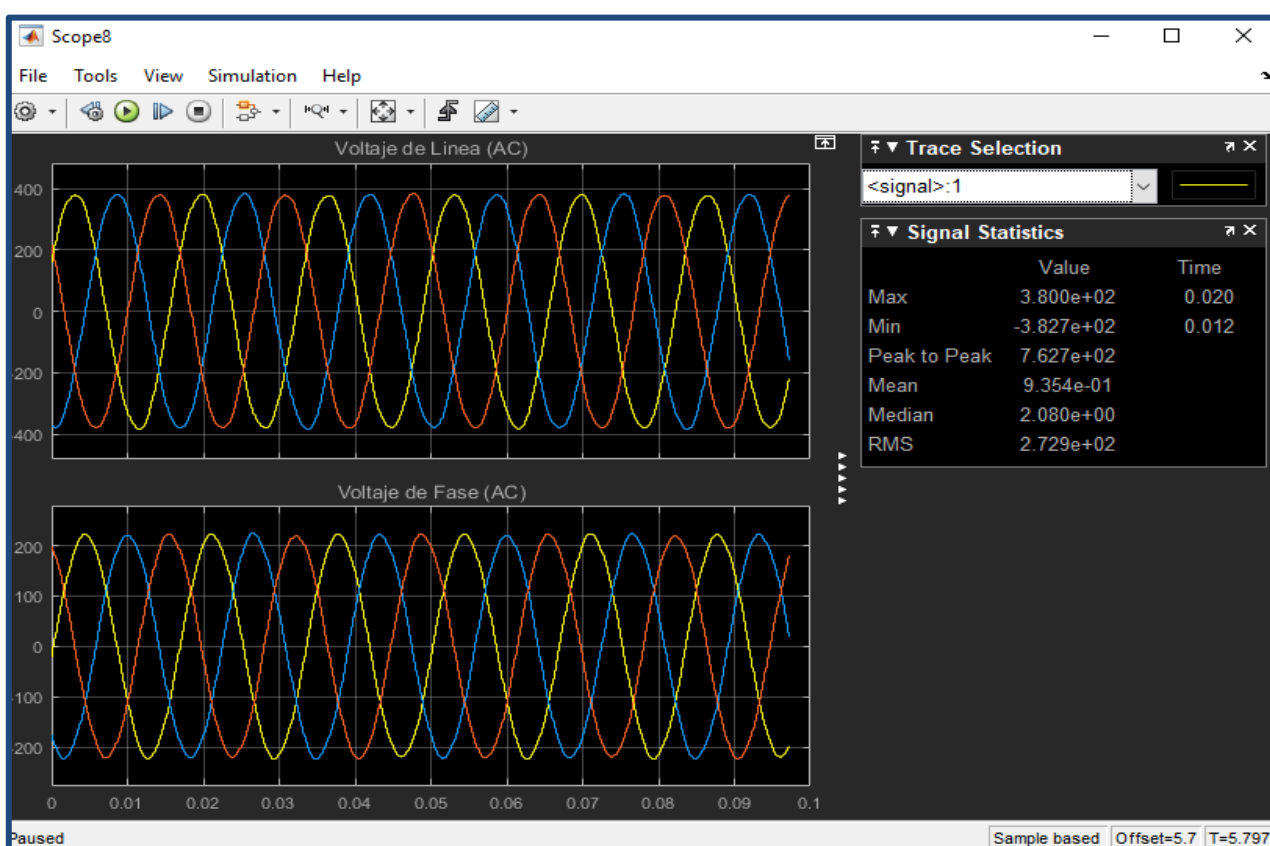 Scope8
File Tools View Simulation Help
Voltaje de Linea (AC)
400
200
0
-200
-400
Voltaje de Fase (AC)
200
100
0
-100
-200
0 0.01 0.02 0.03 0.04 0.05 0.06 0.07 0.08 0.09 0.1
Trace Selection
<signal>:1
Signal Statistics
Value Time
Max 3.800e+02 0.020
Min -3.827e+02 0.012
Peak to Peak 7.627e+02
Mean 9.354e-01
Median 2.080e+00
RMS 2.729e+02
Paused Sample based Offset=5.7 T=5.797